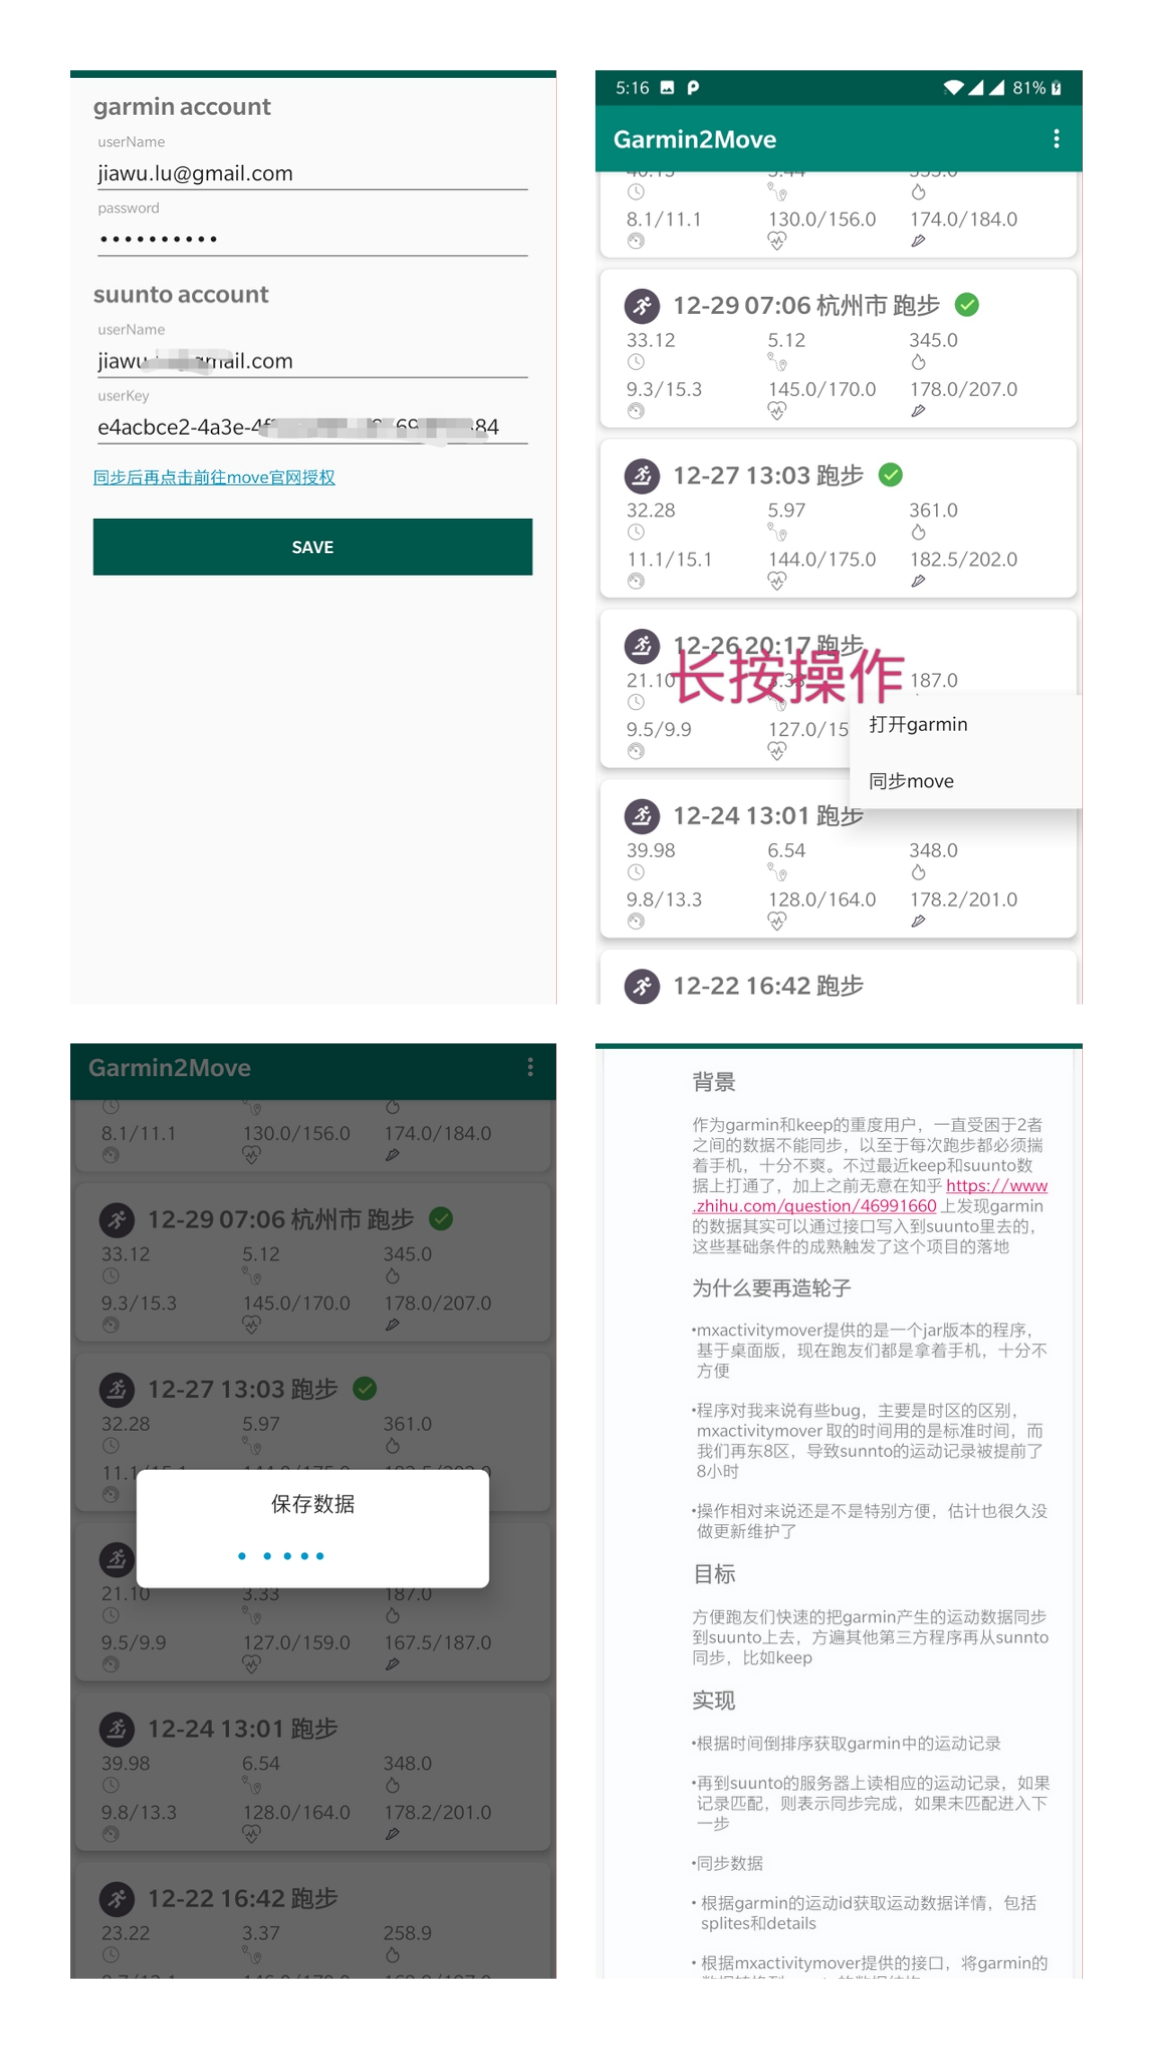 garmin account
userName
jiawu.lu@gmail.com
password
••••••••••
suunto account
userName
jiawu mail.com
userKey
e4acbce2-4a3e-4 69 84
同步后再点击前往move官网授权
SAVE
5:16 81%
Garmin2Move
8.1/11.1 130.0/156.0 174.0/184.0
12-29 07:06 杭州市 跑步
33.12 5.12 345.0
9.3/15.3 145.0/170.0 178.0/207.0
12-27 13:03 跑步
32.28 5.97 361.0
11.1/15.1 144.0/175.0 182.5/202.0
12-26 20:17 跑步
长按操作
21.10 187.0
9.5/9.9 127.0/15
打开garmin
同步move
12-24 13:01 跑步
39.98 6.54 348.0
9.8/13.3 128.0/164.0 178.2/201.0
12-22 16:42 跑步
Garmin2Move
8.1/11.1 130.0/156.0 174.0/184.0
12-29 07:06 杭州市 跑步
33.12 5.12 345.0
9.3/15.3 145.0/170.0 178.0/207.0
12-27 13:03 跑步
32.28 5.97 361.0
保存数据
21.10 3.33 187.0
9.5/9.9 127.0/159.0 167.5/187.0
12-24 13:01 跑步
39.98 6.54 348.0
9.8/13.3 128.0/164.0 178.2/201.0
12-22 16:42 跑步
23.22 3.37 258.9
背景
作为garmin和keep的重度用户，一直受困于2者
之间的数据不能同步，以至于每次跑步都必须揣
着手机，十分不爽。不过最近keep和suunto数
据上打通了，加上之前无意在知乎 https://www
.zhihu.com/question/46991660 上发现garmin
的数据其实可以通过接口写入到suunto里去的，
这些基础条件的成熟触发了这个项目的落地
为什么要再造轮子
•mxactivitymover提供的是一个jar版本的程序，
基于桌面版，现在跑友们都是拿着手机，十分不
方便
•程序对我来说有些bug，主要是时区的区别，
mxactivitymover 取的时间用的是标准时间，而
我们再东8区，导致sunnto的运动记录被提前了
8小时
•操作相对来说还是不是特别方便，估计也很久没
做更新维护了
目标
方便跑友们快速的把garmin产生的运动数据同步
到suunto上去，方遍其他第三方程序再从sunnto
同步，比如keep
实现
•根据时间倒排序获取garmin中的运动记录
•再到suunto的服务器上读相应的运动记录，如果
记录匹配，则表示同步完成，如果未匹配进入下
一步
•同步数据
• 根据garmin的运动id获取运动数据详情，包括
splites和details
• 根据mxactivitymover提供的接口，将garmin的